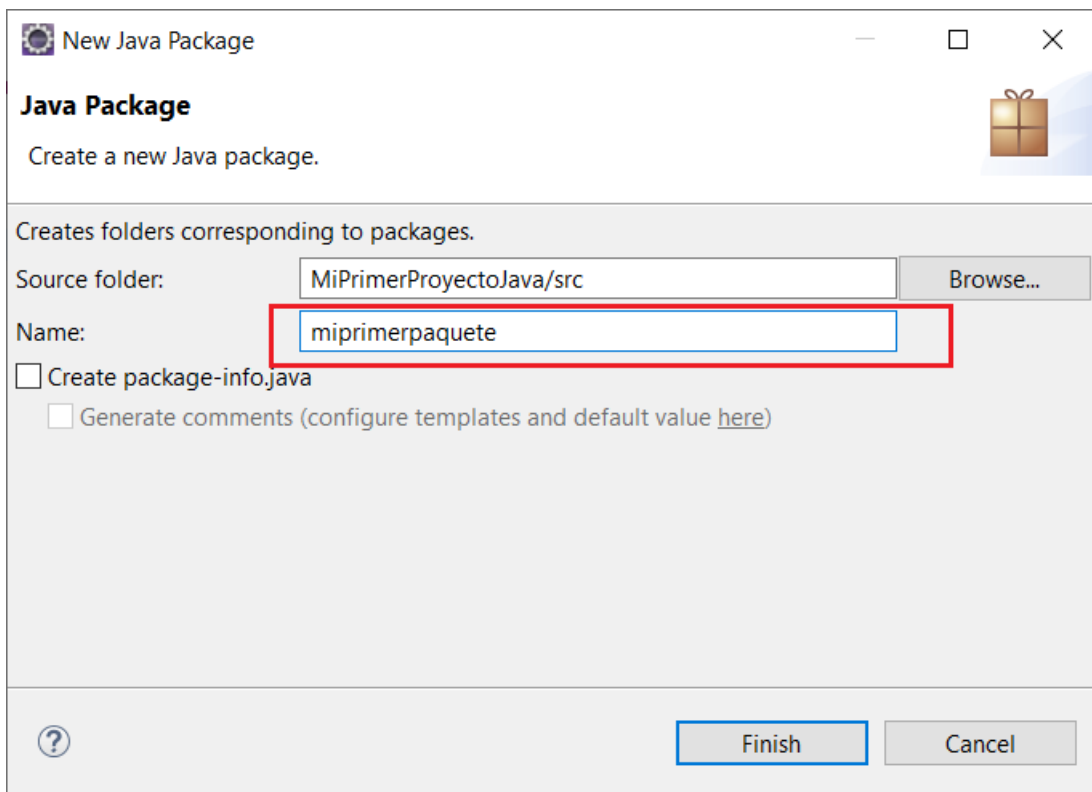 New Java Package
Java Package
Create a new Java package.
Creates folders corresponding to packages.
Source folder: MiPrimerProyectoJava/src Browse...
Name: miprimerpaquete
Create package-info.java
Generate comments (configure templates and default value here)
? Finish Cancel